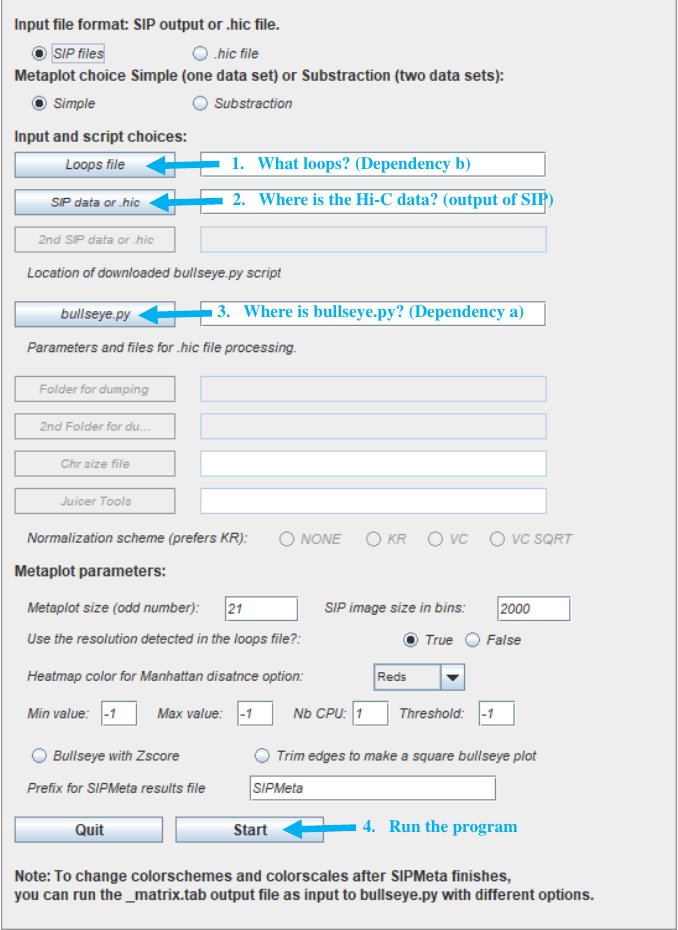 Input file format: SIP output or .hic file.
SIP files .hic file
Metaplot choice Simple (one data set) or Substraction (two data sets):
Simple Substraction
Input and script choices:
Loops file 1. What loops? (Dependency b)
SIP data or .hic 2. Where is the Hi-C data? (output of SIP)
2nd SIP data or .hic
Location of downloaded bullseye.py script
bullseye.py 3. Where is bullseye.py? (Dependency a)
Parameters and files for .hic file processing.
Folder for dumping
2nd Folder for du...
Chr size file
Juicer Tools
Normalization scheme (prefers KR): NONE KR VC VC SQRT
Metaplot parameters:
Metaplot size (odd number): 21 SIP image size in bins: 2000
Use the resolution detected in the loops file?: True False
Heatmap color for Manhattan disatnce option: Reds
Min value: -1 Max value: -1 Nb CPU: 1 Threshold: -1
Bullseye with Zscore Trim edges to make a square bullseye plot
Prefix for SIPMeta results file SIPMeta
Quit Start 4. Run the program
Note: To change colorschemes and colorscales after SIPMeta finishes,
you can run the _matrix.tab output file as input to bullseye.py with different options.